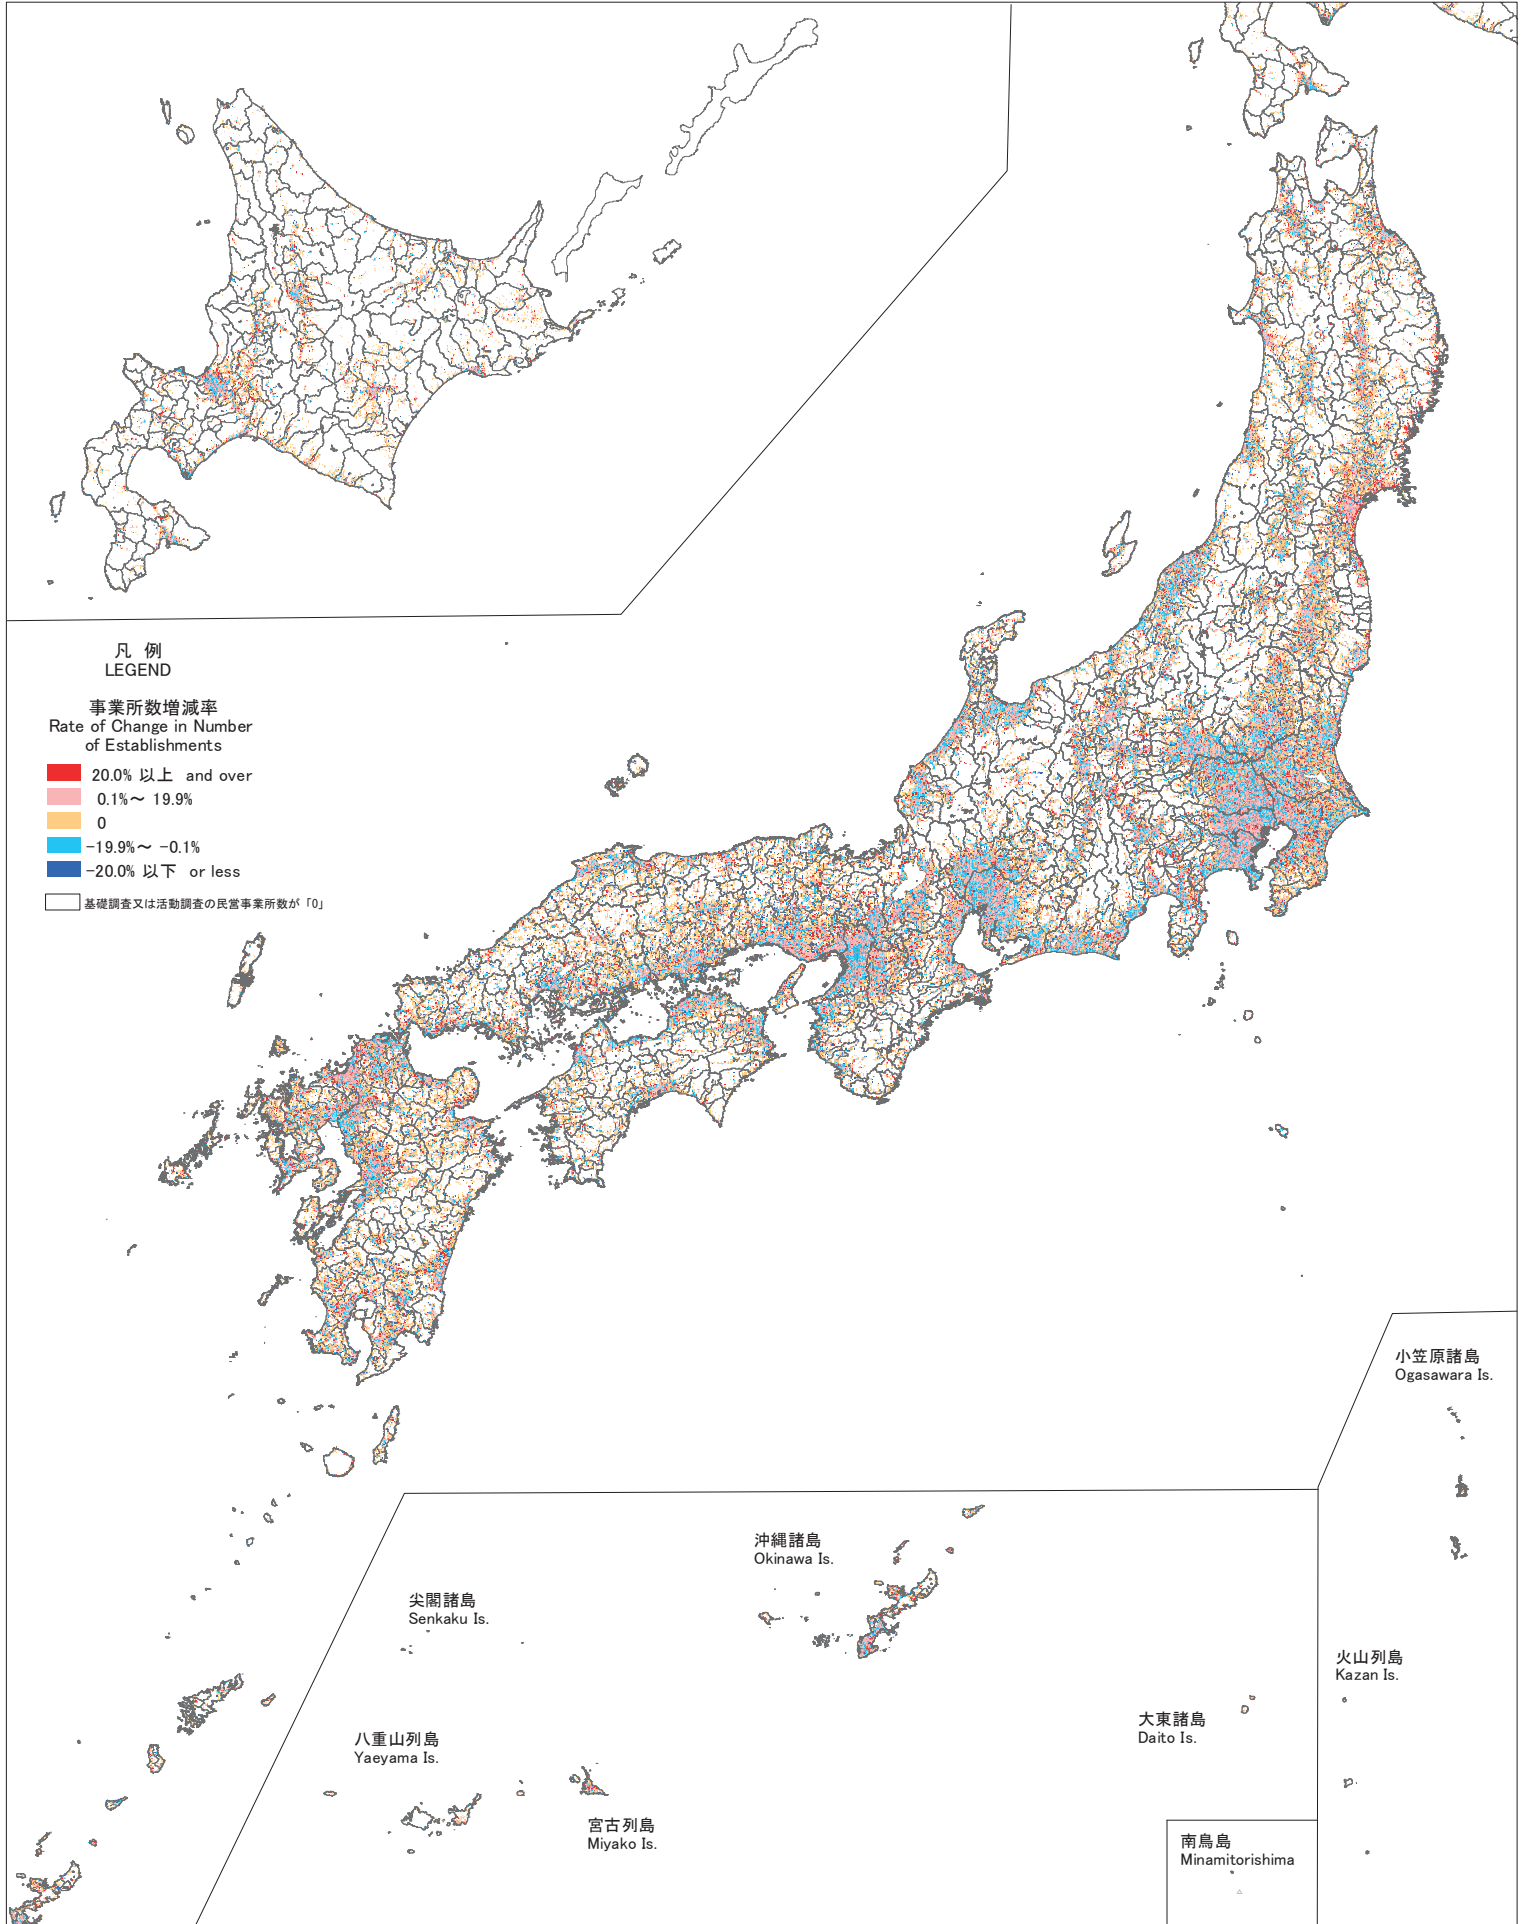 凡 例
LEGEND
事業所数増減率
Rate of Change in Number
of Establishments
20.0% 以上 and over
0.1%～ 19.9%
0
-19.9%～ -0.1%
-20.0% 以下 or less
基礎調査又は活動調査の民営事業所数が「0」
小笠原諸島
Ogasawara Is.
沖縄諸島
Okinawa Is.
尖閣諸島
Senkaku Is.
火山列島
Kazan Is.
大東諸島
Daito Is.
八重山列島
Yaeyama Is.
宮古列島
Miyako Is.
南鳥島
Minamitorishima